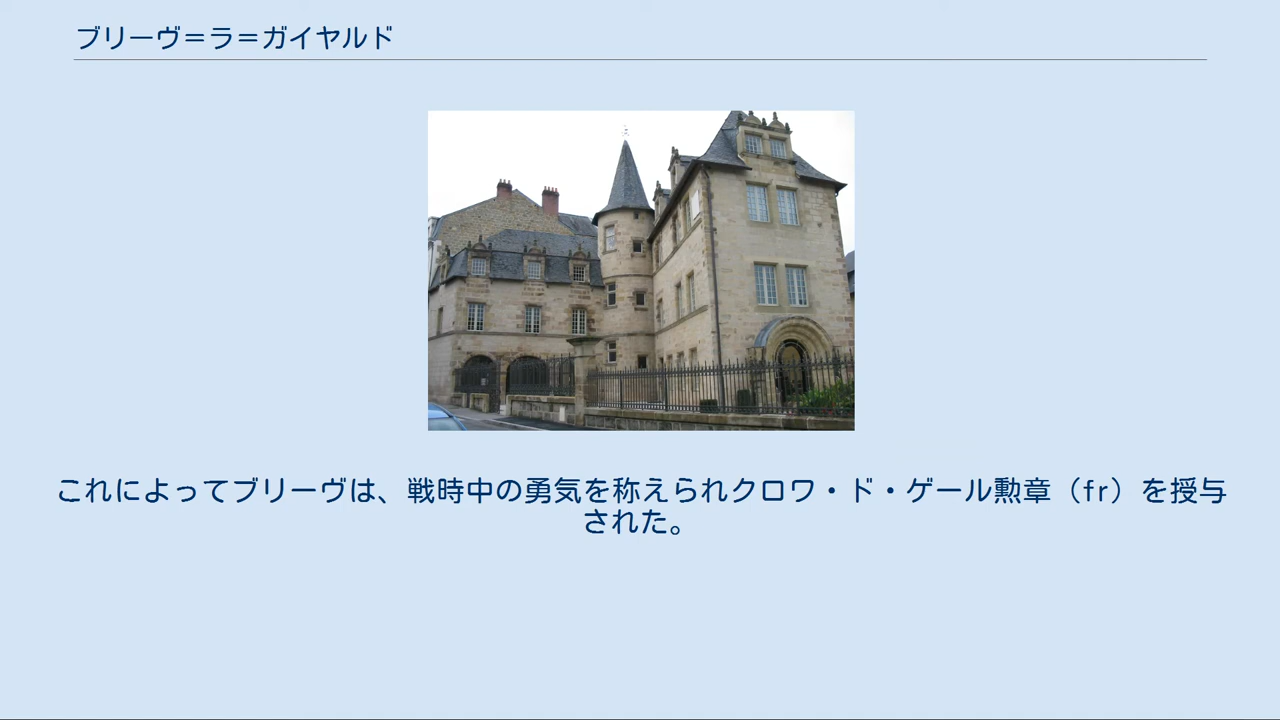 ブリーヴ＝ラ＝ガイヤルド
これによってブリーヴは、戦時中の勇気を称えられクロワ・ド・ゲール勲章（fr）を授与
された。